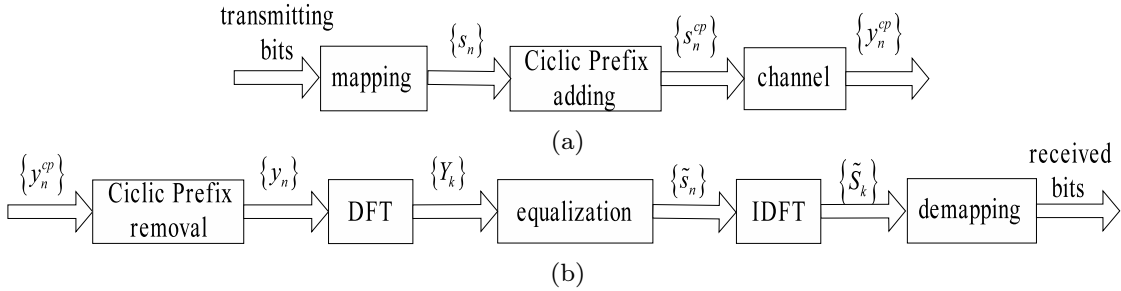 transmitting
bits
{s_n}
{s_n^{cp}}
{y_n^{cp}}
mapping
Ciclic Prefix
adding
channel
(a)
{y_n^{cp}}
{y_n}
{Y_k}
{s̃_n}
{S̃_k}
received
bits
Ciclic Prefix
removal
DFT
equalization
IDFT
demapping
(b)